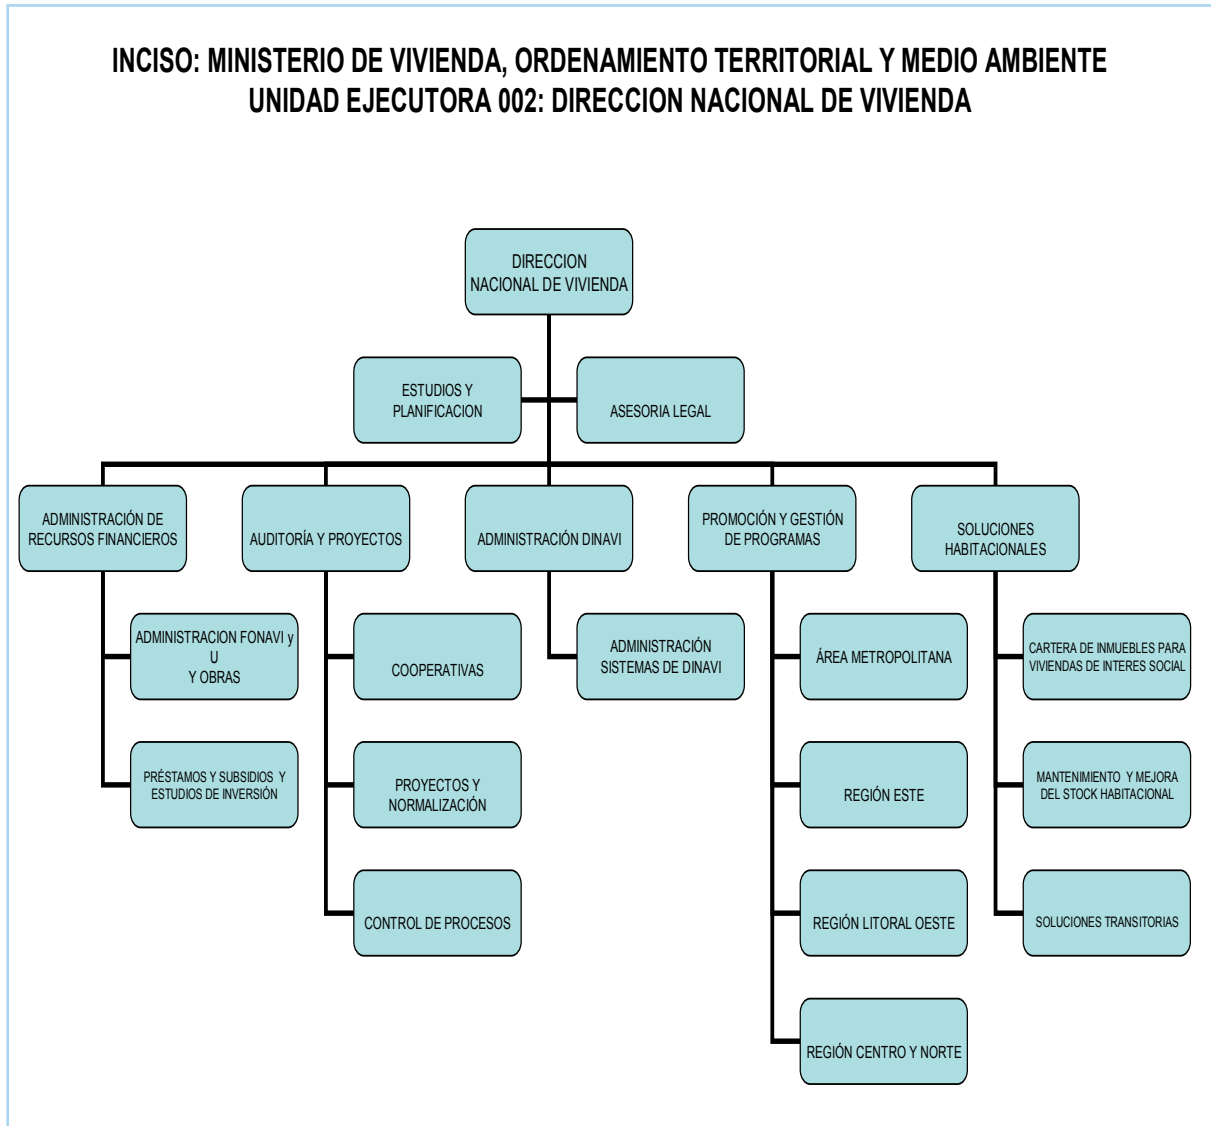 INCISO: MINISTERIO DE VIVIENDA, ORDENAMIENTO TERRITORIAL Y MEDIO AMBIENTE
UNIDAD EJECUTORA 002: DIRECCION NACIONAL DE VIVIENDA
DIRECCION
NACIONAL DE VIVIENDA
ESTUDIOS Y
PLANIFICACION
ASESORIA LEGAL
ADMINISTRACIÓN DE
RECURSOS FINANCIEROS
AUDITORÍA Y PROYECTOS
ADMINISTRACIÓN DINAVI
PROMOCIÓN Y GESTIÓN
DE PROGRAMAS
SOLUCIONES
HABITACIONALES
ADMINISTRACION FONAVI y
U
Y OBRAS
COOPERATIVAS
ADMINISTRACIÓN
SISTEMAS DE DINAVI
ÁREA METROPOLITANA
CARTERA DE INMUEBLES PARA
VIVIENDAS DE INTERES SOCIAL
PRÉSTAMOS Y SUBSIDIOS Y
ESTUDIOS DE INVERSIÓN
PROYECTOS Y
NORMALIZACIÓN
REGIÓN ESTE
MANTENIMIENTO Y MEJORA
DEL STOCK HABITACIONAL
CONTROL DE PROCESOS
REGIÓN LITORAL OESTE
SOLUCIONES TRANSITORIAS
REGIÓN CENTRO Y NORTE